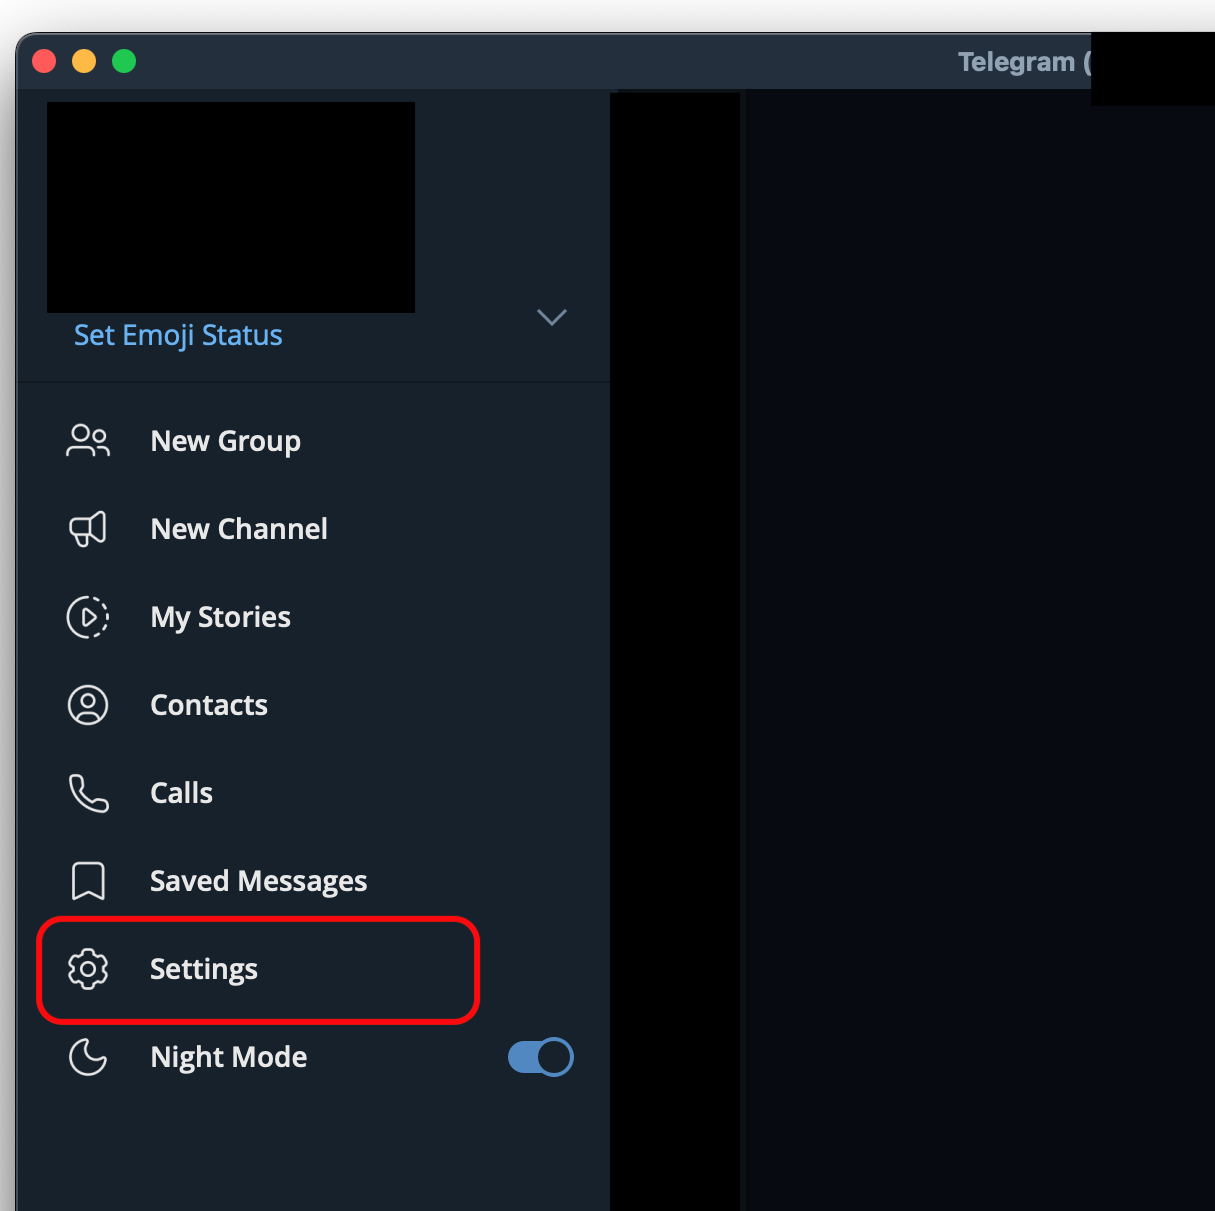 Telegram (
Set Emoji Status
New Group
New Channel
My Stories
Contacts
Calls
Saved Messages
Settings
Night Mode